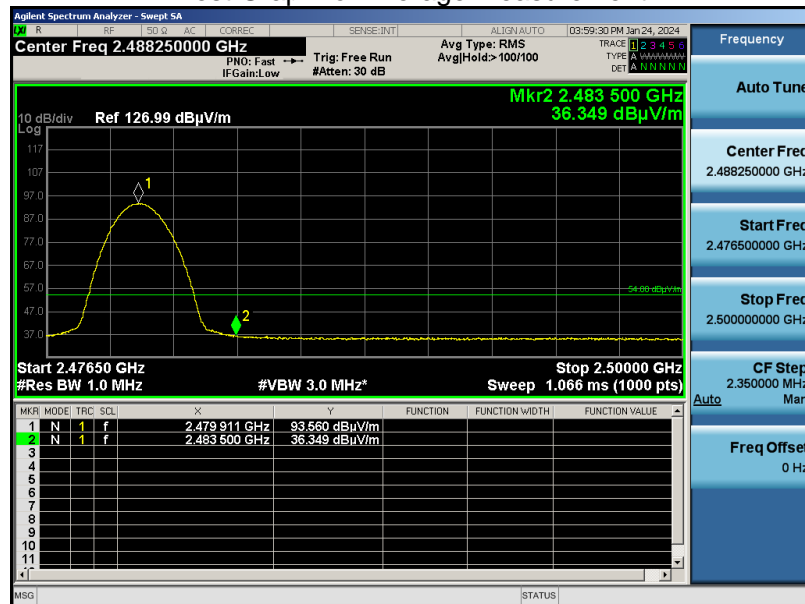 Agilent Spectrum Analyzer - Swept SA
LXI R RF 50 Ω AC CORREC SENSE:INT ALIGN AUTO 03:59:30 PM Jan 24, 2024
Center Freq 2.488250000 GHz
PNO: Fast
IFGain:Low
Trig: Free Run
#Atten: 30 dB
Avg Type: RMS
Avg|Hold:>100/100
TRACE 1 2 3 4 5 6
TYPE A WWWWW
DET A N N N N N
Mkr2 2.483 500 GHz
36.349 dBµV/m
10 dB/div Ref 126.99 dBµV/m
Log
117
107
97.0
87.0
77.0
67.0
57.0
47.0
37.0
1
2
54.00 dBµV/m
Start 2.47650 GHz Stop 2.50000 GHz
#Res BW 1.0 MHz #VBW 3.0 MHz* Sweep 1.066 ms (1000 pts)
MKR MODE TRC SCL X Y FUNCTION FUNCTION WIDTH FUNCTION VALUE
1 N 1 f 2.479 911 GHz 93.560 dBµV/m
2 N 1 f 2.483 500 GHz 36.349 dBµV/m
3
4
5
6
7
8
9
10
11
MSG STATUS
Frequency
Auto Tune
Center Freq
2.488250000 GHz
Start Freq
2.476500000 GHz
Stop Freq
2.500000000 GHz
CF Step
2.350000 MHz
Auto Man
Freq Offset
0 Hz